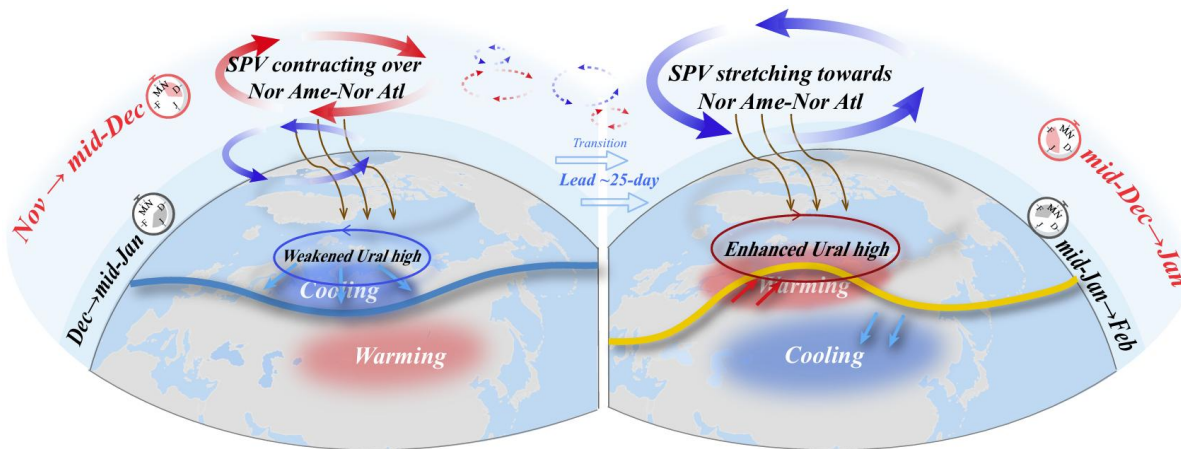 SPV contracting over
Nor Ame-Nor Atl
Nov → mid-Dec
M N D J F
Dec→mid-Jan
M N D J F
Weakened Ural high
Cooling
Warming
Transition
Lead ~25-day
SPV stretching towards
Nor Ame-Nor Atl
mid-Dec→Jan
M N D J F
mid-Jan→Feb
M N D J F
Enhanced Ural high
Warming
Cooling